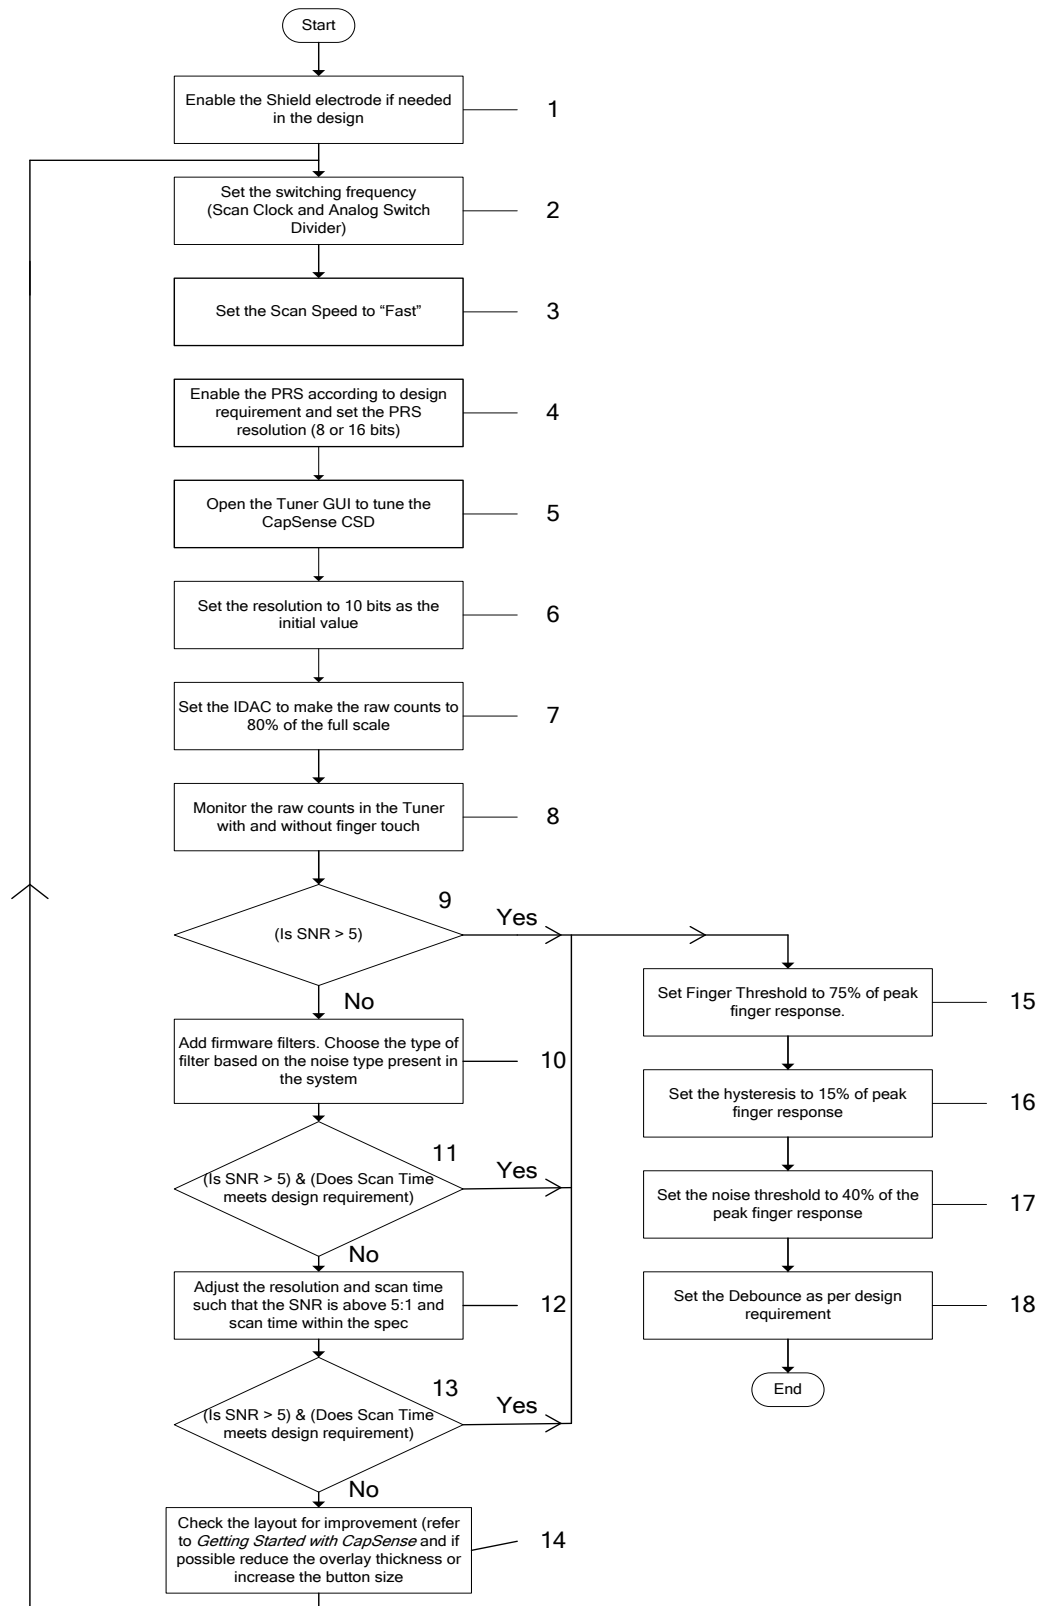 Start
Enable the Shield electrode if needed
in the design
1
Set the switching frequency
(Scan Clock and Analog Switch
Divider)
2
Set the Scan Speed to “Fast”
3
Enable the PRS according to design
requirement and set the PRS
resolution (8 or 16 bits)
4
Open the Tuner GUI to tune the
CapSense CSD
5
Set the resolution to 10 bits as the
initial value
6
Set the IDAC to make the raw counts to
80% of the full scale
7
Monitor the raw counts in the Tuner
with and without finger touch
8
9
(Is SNR > 5)
Yes
No
Add firmware filters. Choose the type of
filter based on the noise type present in
the system
10
11
(Is SNR > 5) & (Does Scan Time
meets design requirement)
Yes
No
Adjust the resolution and scan time
such that the SNR is above 5:1 and
scan time within the spec
12
13
(Is SNR > 5) & (Does Scan Time
meets design requirement)
Yes
No
Check the layout for improvement (refer
to Getting Started with CapSense and if
possible reduce the overlay thickness or
increase the button size
14
Set Finger Threshold to 75% of peak
finger response.
15
Set the hysteresis to 15% of peak
finger response
16
Set the noise threshold to 40% of the
peak finger response
17
Set the Debounce as per design
requirement
18
End